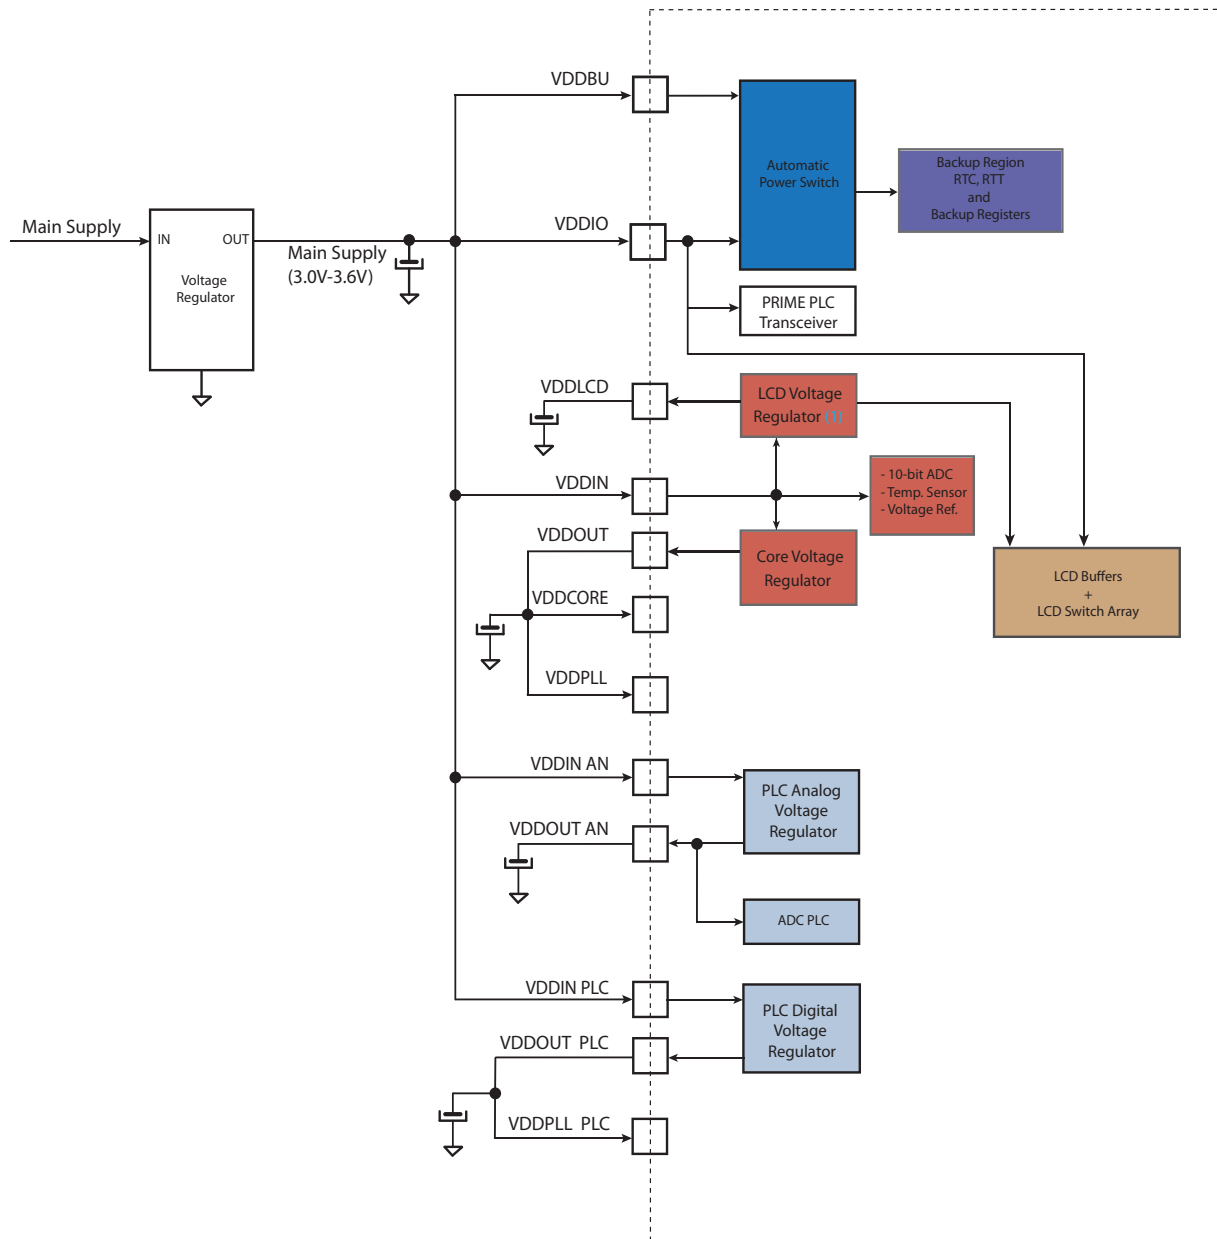 VDDBU
Automatic
Power Switch
Backup Region
RTC, RTT
and
Backup Registers
Main Supply
IN
OUT
Voltage
Regulator
Main Supply
(3.0V-3.6V)
VDDIO
PRIME PLC
Transceiver
VDDLCD
LCD Voltage
Regulator (1)
VDDIN
- 10-bit ADC
- Temp. Sensor
- Voltage Ref.
VDDOUT
Core Voltage
Regulator
VDDCORE
LCD Buffers
+
LCD Switch Array
VDDPLL
VDDIN AN
PLC Analog
Voltage
Regulator
VDDOUT AN
ADC PLC
VDDIN PLC
PLC Digital
Voltage
Regulator
VDDOUT PLC
VDDPLL PLC